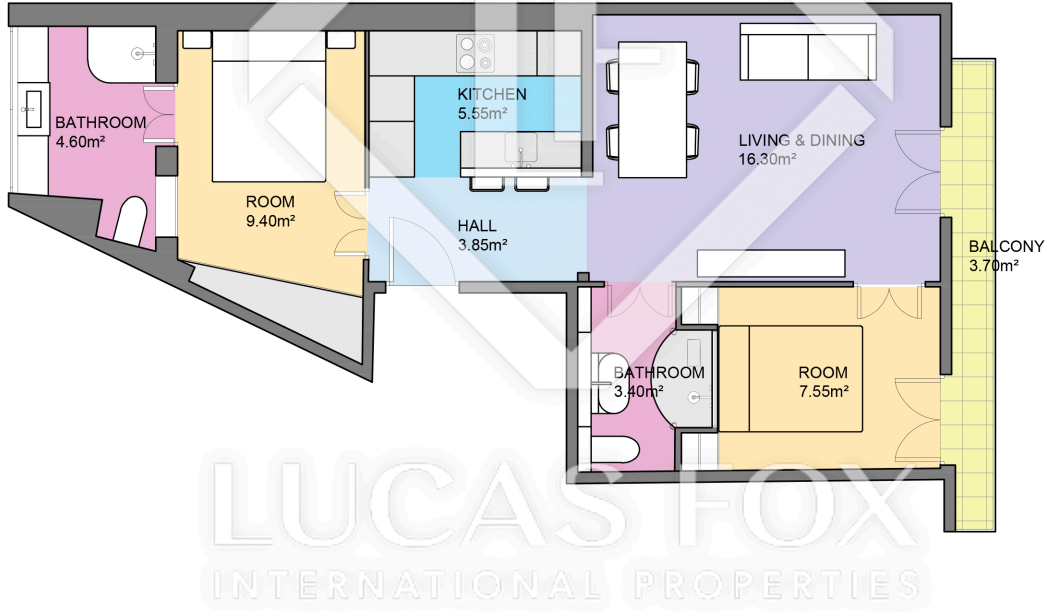 KITCHEN
5.55m²
BATHROOM
4.60m²
LIVING & DINING
16.30m²
ROOM
9.40m²
HALL
3.85m²
BALCONY
3.70m²
BATHROOM
3.40m²
ROOM
7.55m²
LUCAS FOX
INTERNATIONAL PROPERTIES